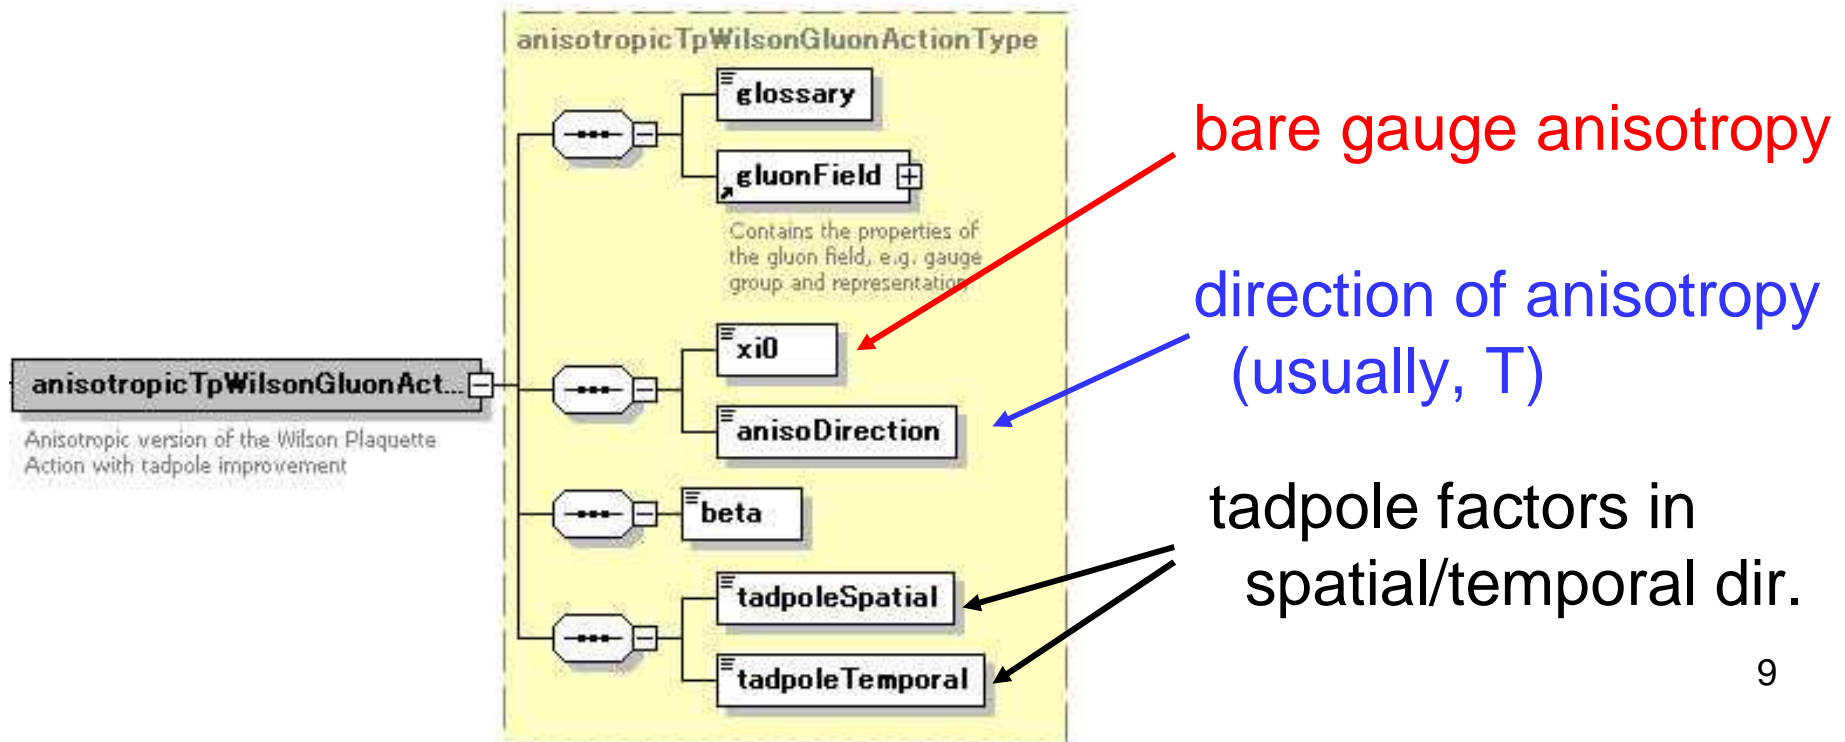 anisotropicTpWilsonGluonActionType
glossary
gluonField
Contains the properties of
the gluon field, e.g. gauge
group and representation
xi0
anisoDirection
anisotropicTpWilsonGluonAct...
Anisotropic version of the Wilson Plaquette
Action with tadpole improvement
beta
tadpoleSpatial
tadpoleTemporal
bare gauge anisotropy
direction of anisotropy
(usually, T)
tadpole factors in
spatial/temporal dir.
9